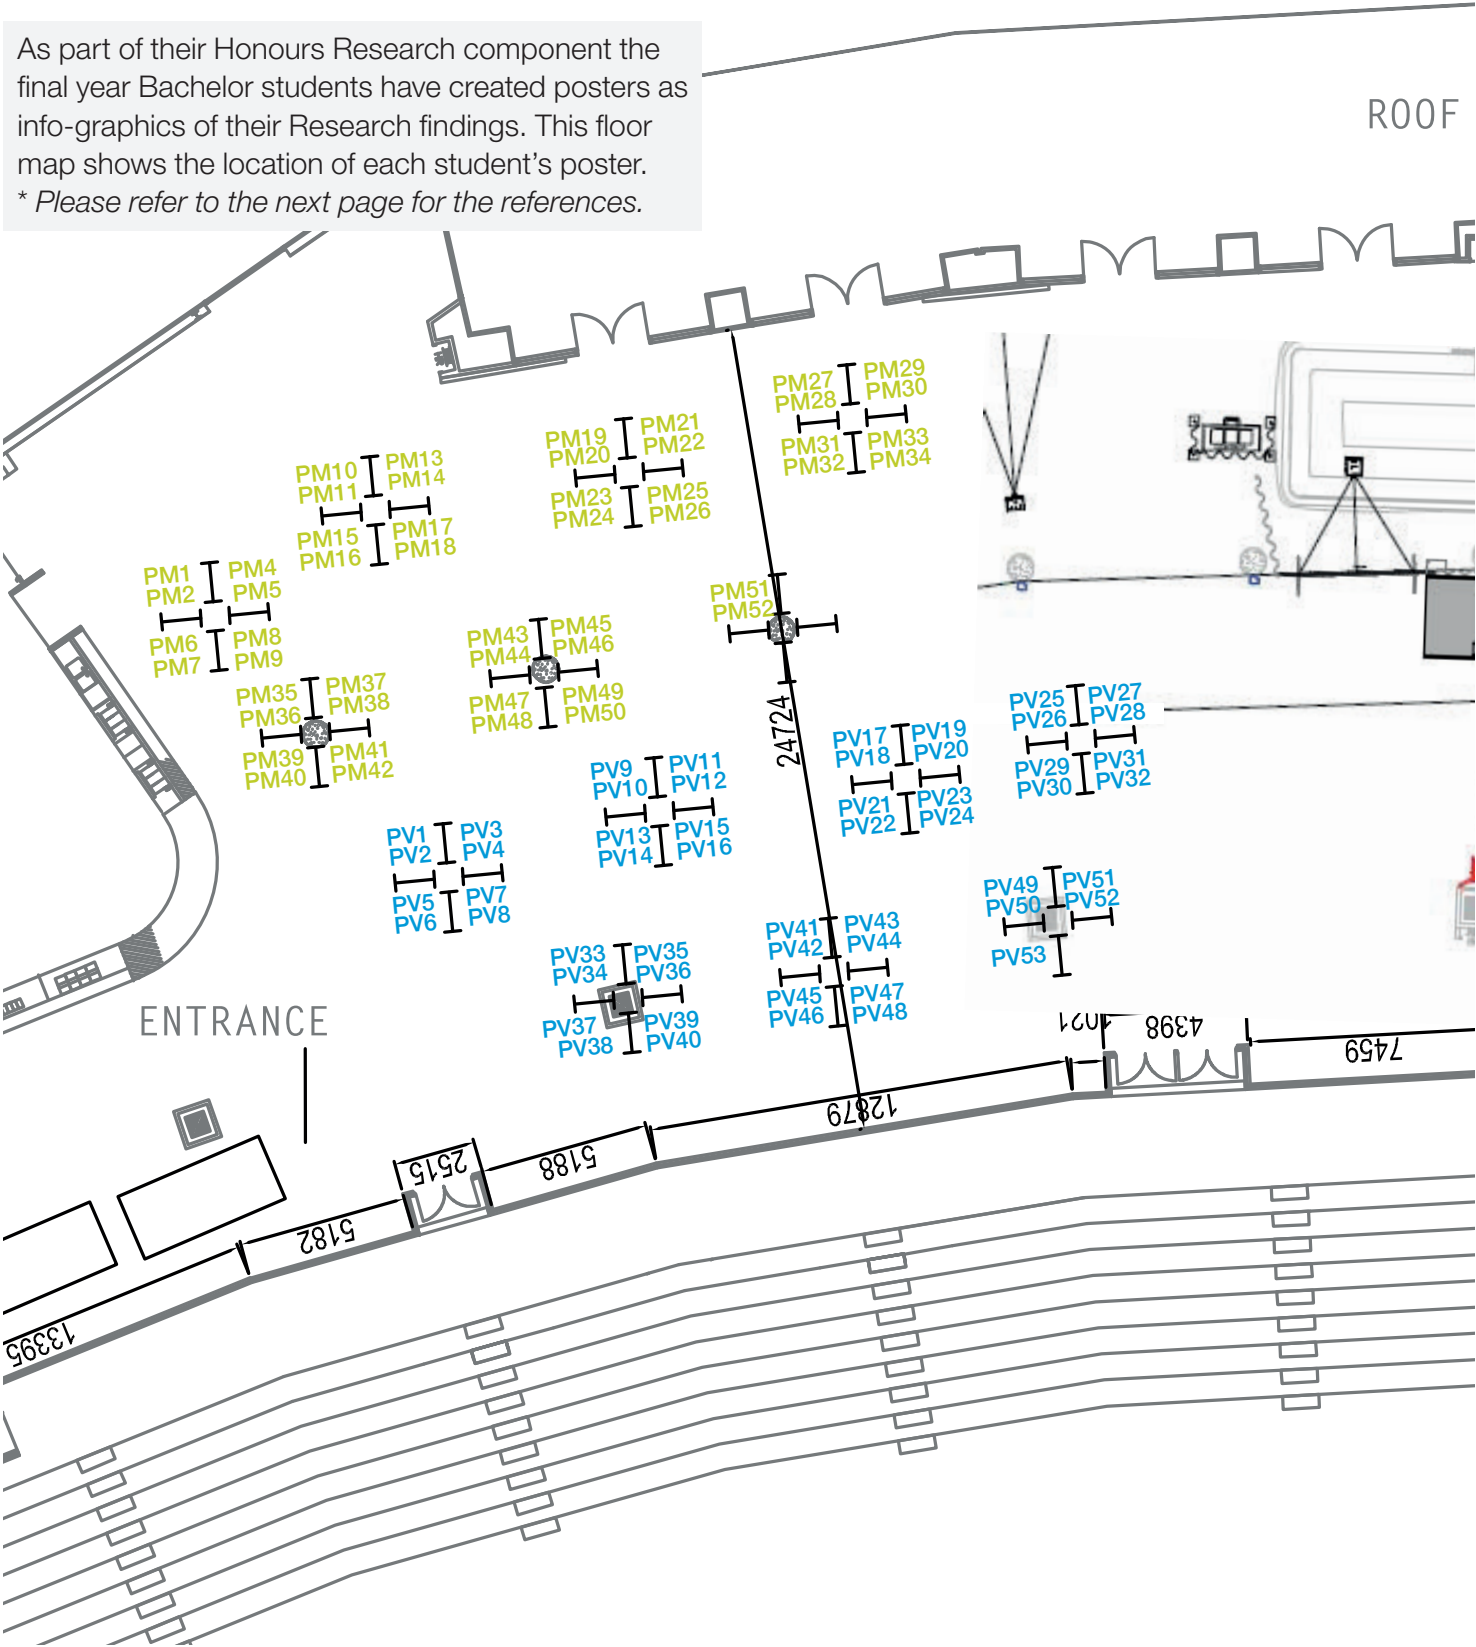 As part of their Honours Research component the
final year Bachelor students have created posters as
info-graphics of their Research findings. This floor
map shows the location of each student's poster.
* Please refer to the next page for the references.
ROOF
PM27
PM28
PM29
PM30
PM31
PM32
PM33
PM34
PM19
PM20
PM21
PM22
PM23
PM24
PM25
PM26
PM10
PM11
PM13
PM14
PM15
PM16
PM17
PM18
PM1
PM2
PM4
PM5
PM6
PM7
PM8
PM9
PM51
PM52
PM43
PM44
PM45
PM46
PM47
PM48
PM49
PM50
PM35
PM36
PM37
PM38
PM39
PM40
PM41
PM42
24724
PV25
PV26
PV27
PV28
PV29
PV30
PV31
PV32
PV17
PV18
PV19
PV20
PV21
PV22
PV23
PV24
PV9
PV10
PV11
PV12
PV13
PV14
PV15
PV16
PV1
PV2
PV3
PV4
PV5
PV6
PV7
PV8
PV49
PV50
PV51
PV52
PV53
PV41
PV42
PV43
PV44
PV45
PV46
PV47
PV48
PV33
PV34
PV35
PV36
PV37
PV38
PV39
PV40
ENTRANCE
1021
4398
7459
12879
5188
2515
5182
13395